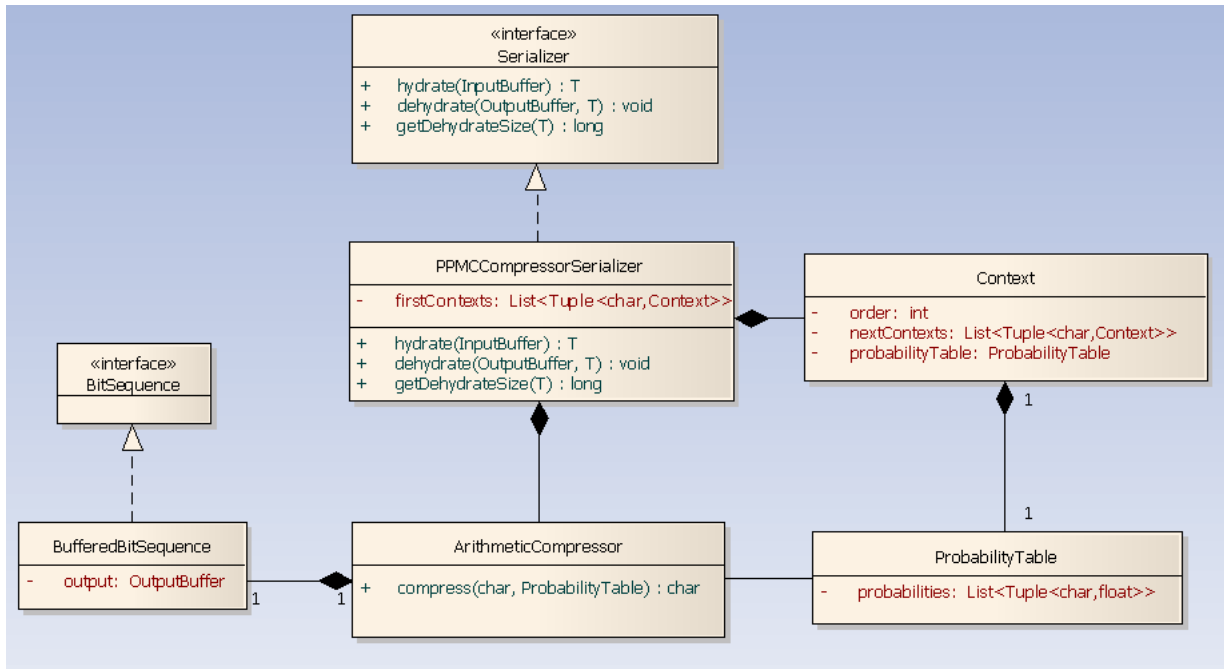 «interface»
Serializer
+ hydrate(InputBuffer) : T
+ dehydrate(OutputBuffer, T) : void
+ getDehydrateSize(T) : long
PPMCCompressorSerializer
- firstContexts: List<Tuple<char,Context>>
+ hydrate(InputBuffer) : T
+ dehydrate(OutputBuffer, T) : void
+ getDehydrateSize(T) : long
Context
- order: int
- nextContexts: List<Tuple<char,Context>>
- probabilityTable: ProbabilityTable
1
1
«interface»
BitSequence
BufferedBitSequence
- output: OutputBuffer
1
1
ArithmeticCompressor
+ compress(char, ProbabilityTable) : char
ProbabilityTable
- probabilities: List<Tuple<char,float>>